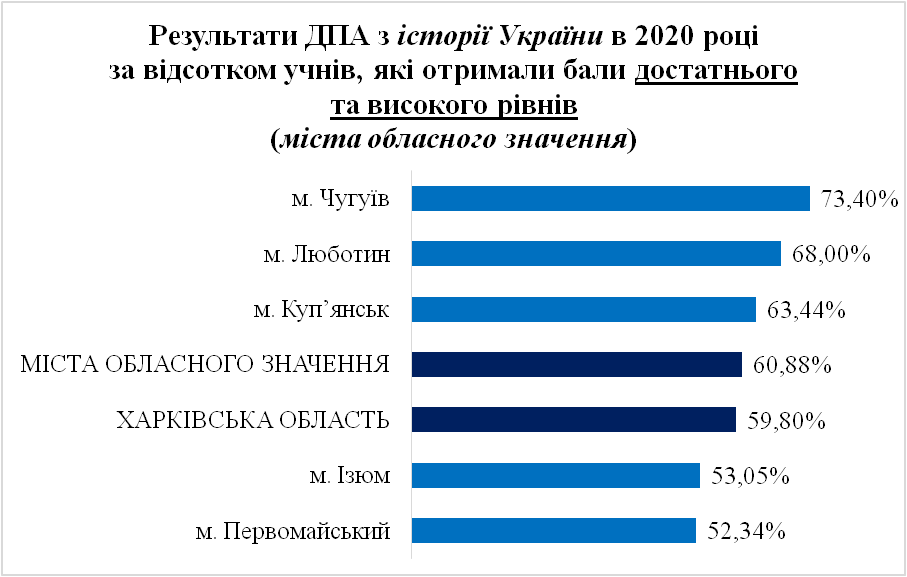 Результати ДПА з історії України в 2020 році
за відсотком учнів, які отримали бали достатнього
та високого рівнів
(міста обласного значення)
м. Чугуїв 73,40%
м. Люботин 68,00%
м. Куп’янськ 63,44%
МІСТА ОБЛАСНОГО ЗНАЧЕННЯ 60,88%
ХАРКІВСЬКА ОБЛАСТЬ 59,80%
м. Ізюм 53,05%
м. Первомайський 52,34%